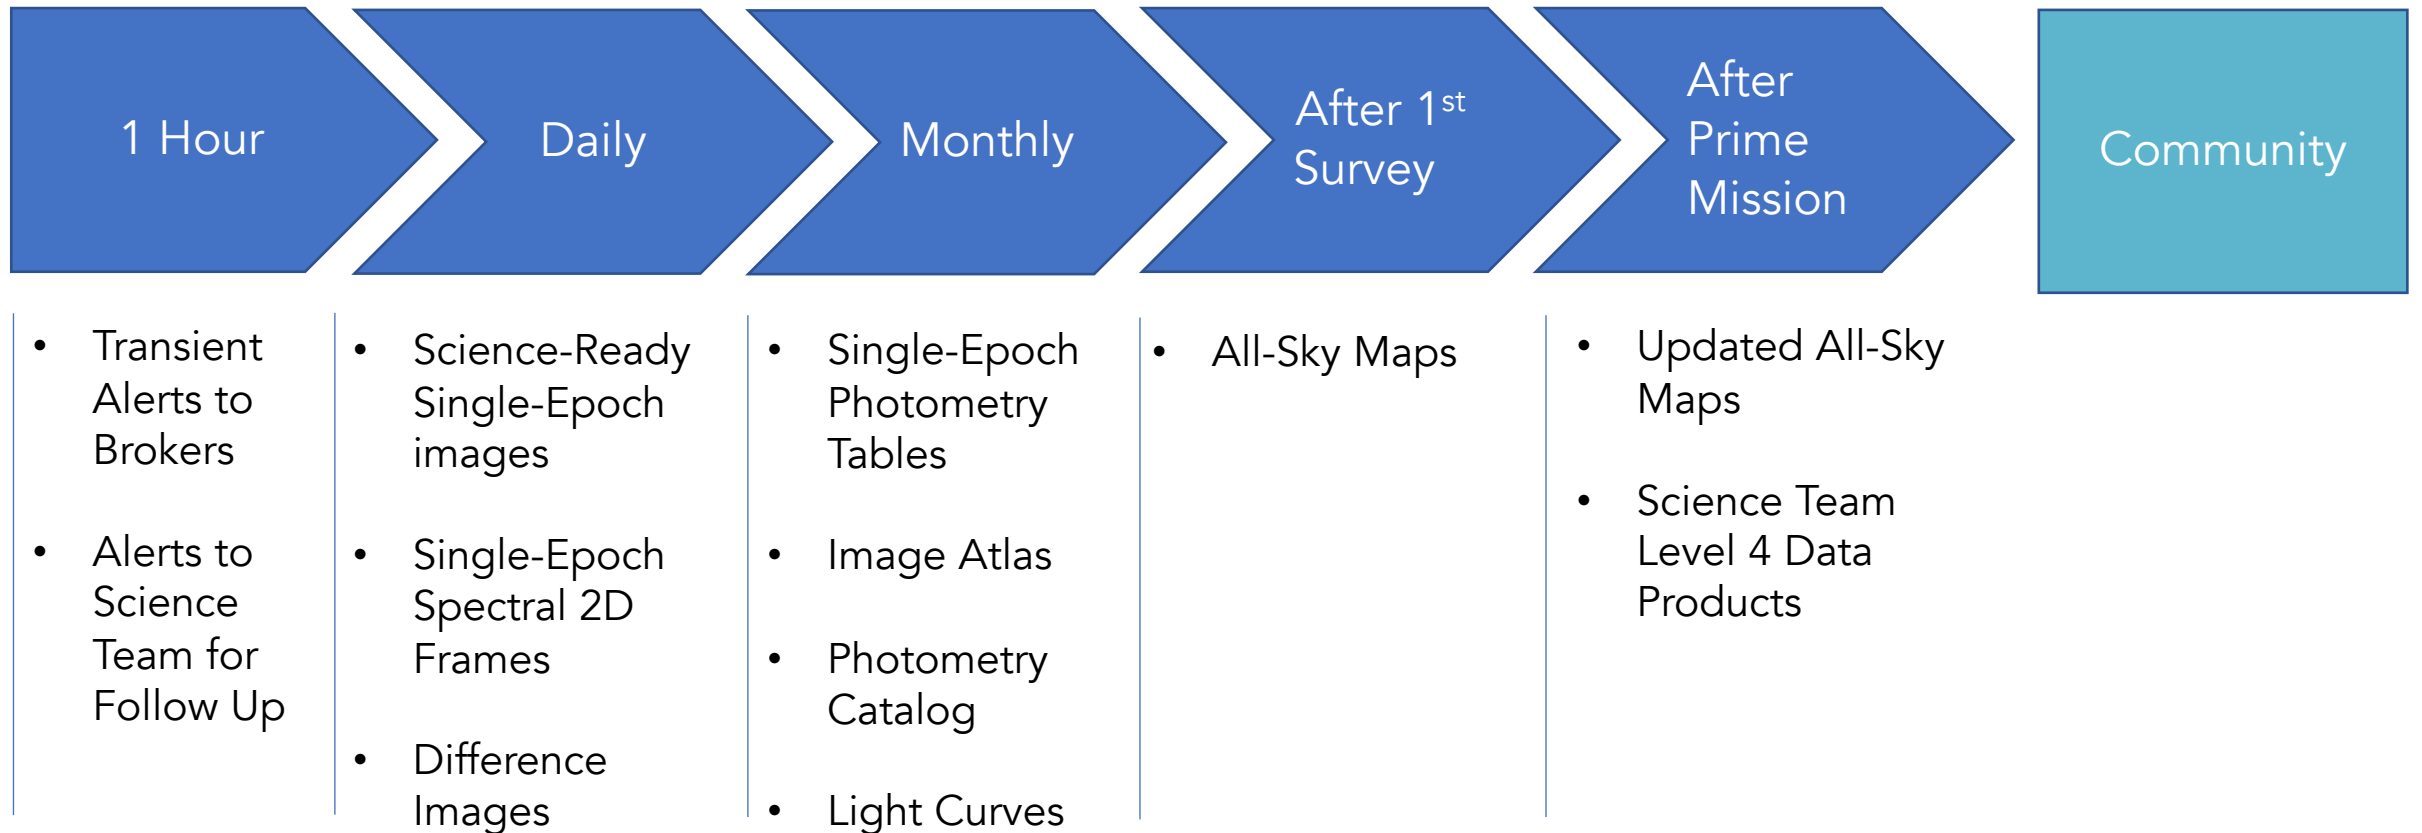 1 Hour
Daily
Monthly
After 1st
Survey
After
Prime
Mission
Community
• Transient
Alerts to
Brokers
• Alerts to
Science
Team for
Follow Up
• Science-Ready
Single-Epoch
images
• Single-Epoch
Spectral 2D
Frames
• Difference
Images
• Single-Epoch
Photometry
Tables
• Image Atlas
• Photometry
Catalog
• Light Curves
• All-Sky Maps
• Updated All-Sky
Maps
• Science Team
Level 4 Data
Products